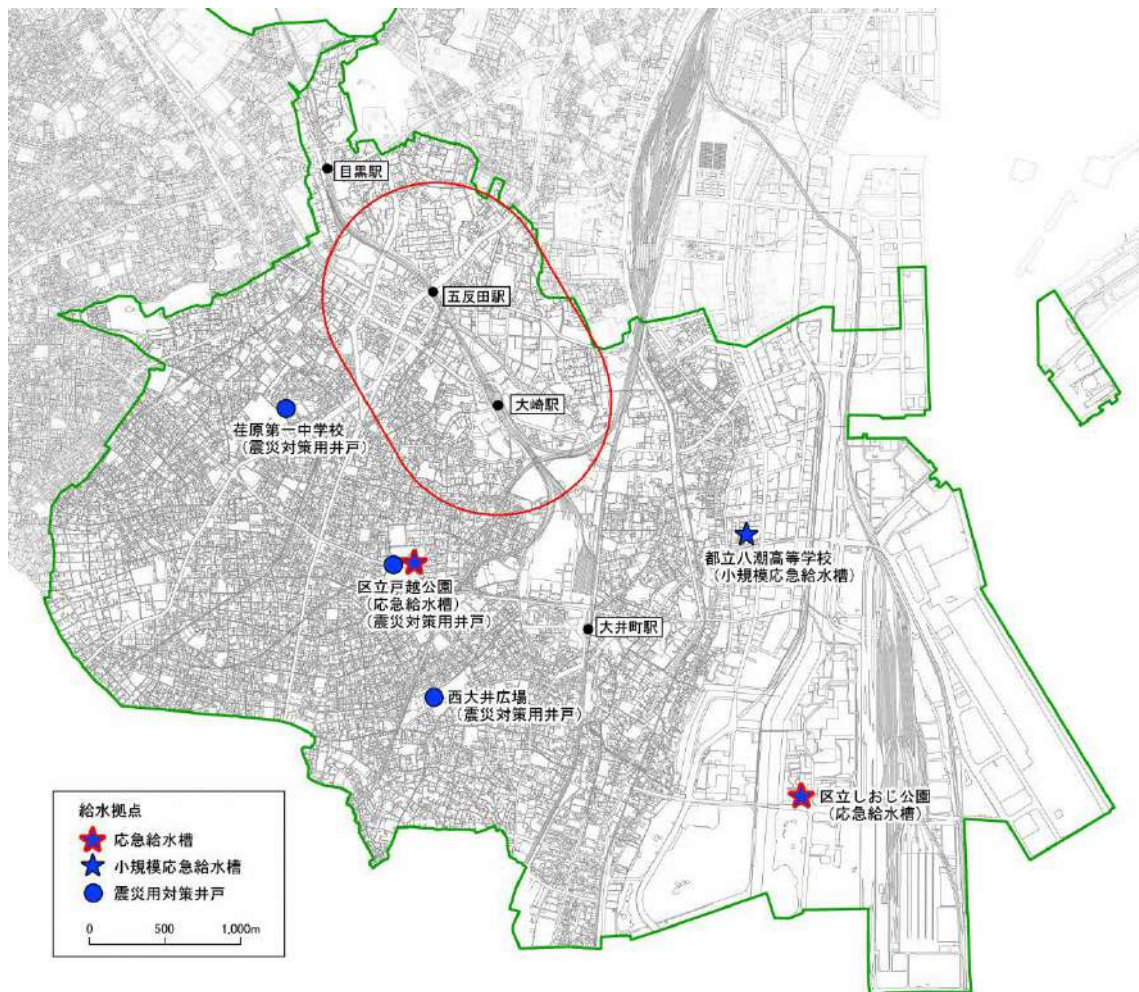 目黒駅
五反田駅
大崎駅
荏原第一中学校
（震災対策用井戸）
都立八潮高等学校
（小規模応急給水槽）
区立戸越公園
（応急給水槽）
（震災対策用井戸）
大井町駅
西大井広場
（震災対策用井戸）
区立しおじ公園
（応急給水槽）
給水拠点
応急給水槽
小規模応急給水槽
震災用対策井戸
0 500 1,000m